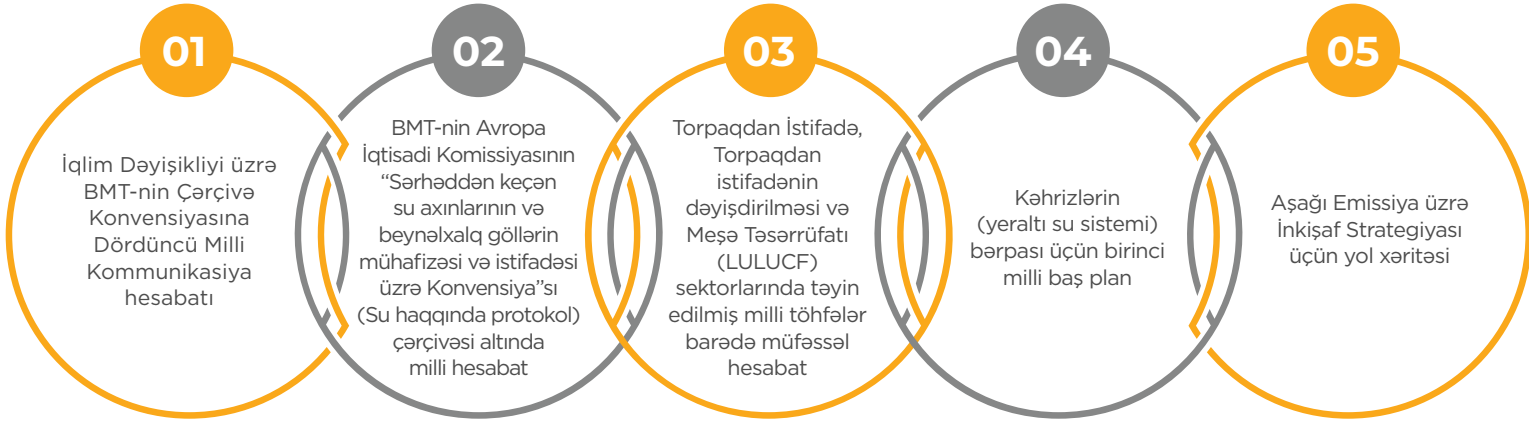 01
İqlim Dəyişikliyi üzrə
BMT-nin Çərçivə
Konvensiyasına
Dördüncü Milli
Kommunikasiya
hesabatı
02
BMT-nin Avropa
İqtisadi Komissiyasının
“Sərhəddən keçən
su axınlarının və
beynəlxalq göllərin
mühafizəsi və istifadəsi
üzrə Konvensiya”sı
(Su haqqında protokol)
çərçivəsi altında
milli hesabat
03
Torpaqdan İstifadə,
Torpaqdan
istifadənin
dəyişdirilməsi və
Meşə Təsərrüfatı
(LULUCF)
sektorlarında təyin
edilmiş milli töhfələr
barədə müfəssəl
hesabat
04
Kəhrizlərin
(yeraltı su sistemi)
bərpası üçün birinci
milli baş plan
05
Aşağı Emissiya üzrə
İnkişaf Strategiyası
üçün yol xəritəsi